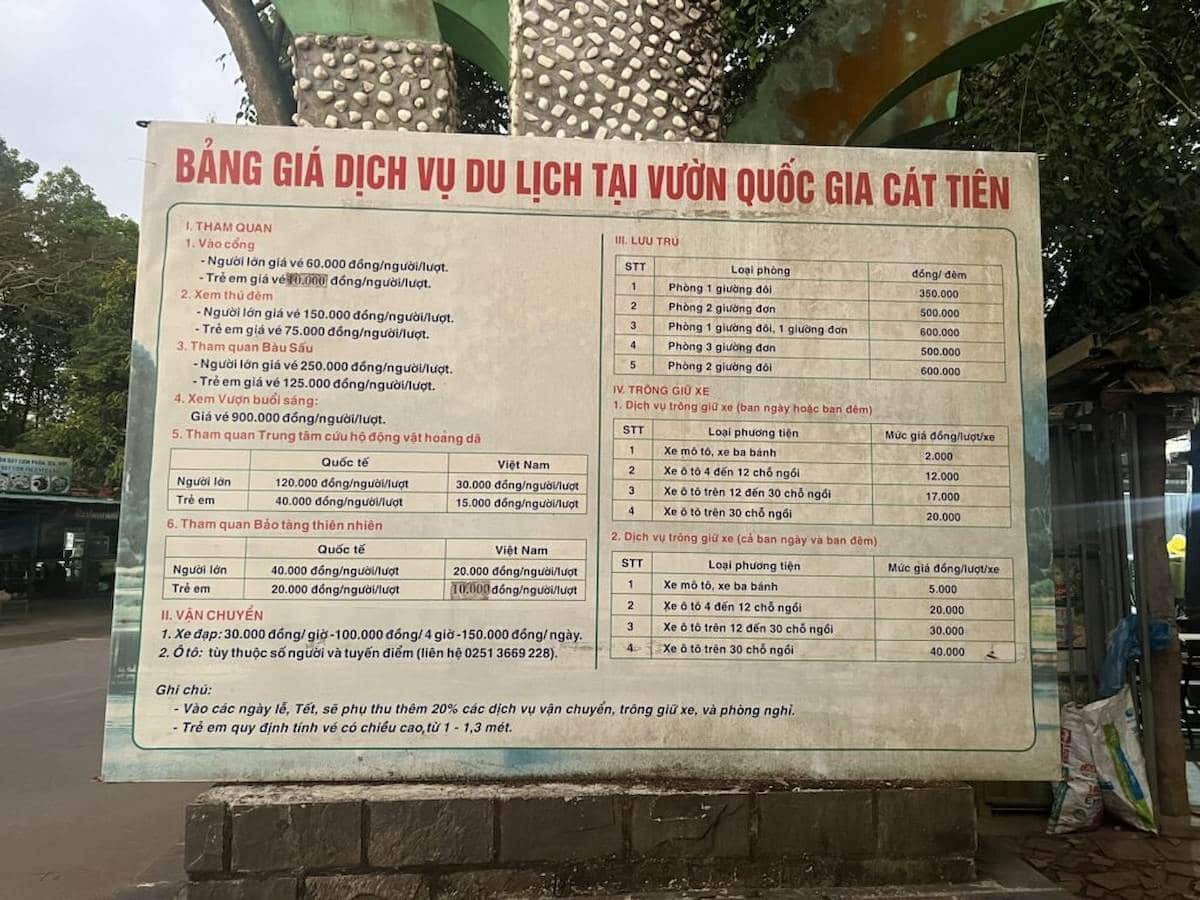 BẢNG GIÁ DỊCH VỤ DU LỊCH TẠI VƯỜN QUỐC GIA CÁT TIÊN
I. THAM QUAN
1. Vào cổng
- Người lớn giá vé 60.000 đồng/người/lượt.
- Trẻ em giá vé 10.000 đồng/người/lượt.
2. Xem thú đêm
- Người lớn giá vé 150.000 đồng/người/lượt.
- Trẻ em giá vé 75.000 đồng/người/lượt.
3. Tham quan Bàu Sấu
- Người lớn giá vé 250.000 đồng/người/lượt.
- Trẻ em giá vé 125.000 đồng/người/lượt.
4. Xem Vượn buổi sáng:
Giá vé 900.000 đồng/người/lượt.
5. Tham quan Trung tâm cứu hộ động vật hoang dã
Quốc tế Việt Nam
Người lớn 120.000 đồng/người/lượt 30.000 đồng/người/lượt
Trẻ em 40.000 đồng/người/lượt 15.000 đồng/người/lượt
6. Tham quan Bảo tàng thiên nhiên
Quốc tế Việt Nam
Người lớn 40.000 đồng/người/lượt 20.000 đồng/người/lượt
Trẻ em 20.000 đồng/người/lượt 10.000 đồng/người/lượt
II. VẬN CHUYỂN
1. Xe đạp: 30.000 đồng/ giờ -100.000 đồng/ 4 giờ -150.000 đồng/ ngày.
2. Ô tô: tùy thuộc số người và tuyến điểm (liên hệ 0251 3669 228).
III. LƯU TRÚ
STT Loại phòng đồng/ đêm
1 Phòng 1 giường đôi 350.000
2 Phòng 2 giường đơn 500.000
3 Phòng 1 giường đôi, 1 giường đơn 600.000
4 Phòng 3 giường đơn 500.000
5 Phòng 2 giường đôi 600.000
IV. TRÔNG GIỮ XE
1. Dịch vụ trông giữ xe (ban ngày hoặc ban đêm)
STT Loại phương tiện Mức giá đồng/lượt/xe
1 Xe mô tô, xe ba bánh 2.000
2 Xe ô tô 4 đến 12 chỗ ngồi 12.000
3 Xe ô tô trên 12 đến 30 chỗ ngồi 17.000
4 Xe ô tô trên 30 chỗ ngồi 20.000
2. Dịch vụ trông giữ xe (cả ban ngày và ban đêm)
STT Loại phương tiện Mức giá đồng/lượt/xe
1 Xe mô tô, xe ba bánh 5.000
2 Xe ô tô 4 đến 12 chỗ ngồi 20.000
3 Xe ô tô trên 12 đến 30 chỗ ngồi 30.000
4 Xe ô tô trên 30 chỗ ngồi 40.000
Ghi chú:
- Vào các ngày lễ, Tết, sẽ phụ thu thêm 20% các dịch vụ vận chuyển, trông giữ xe, và phòng nghỉ.
- Trẻ em quy định tính vé có chiều cao, từ 1 - 1,3 mét.